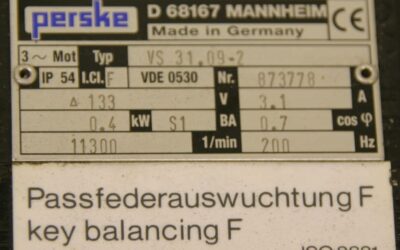 perske D 68167 MANNHEIM
Made in Germany CE
3~ Mot Typ VS 31.09-2
IP 54 I.Cl. F VDE 0530 Nr. 873778
△ 133 V 3.1 A
0.4 kW S1 BA 0.7 cos φ
11300 1/min 200 Hz
Passfederauswuchtung F
key balancing F